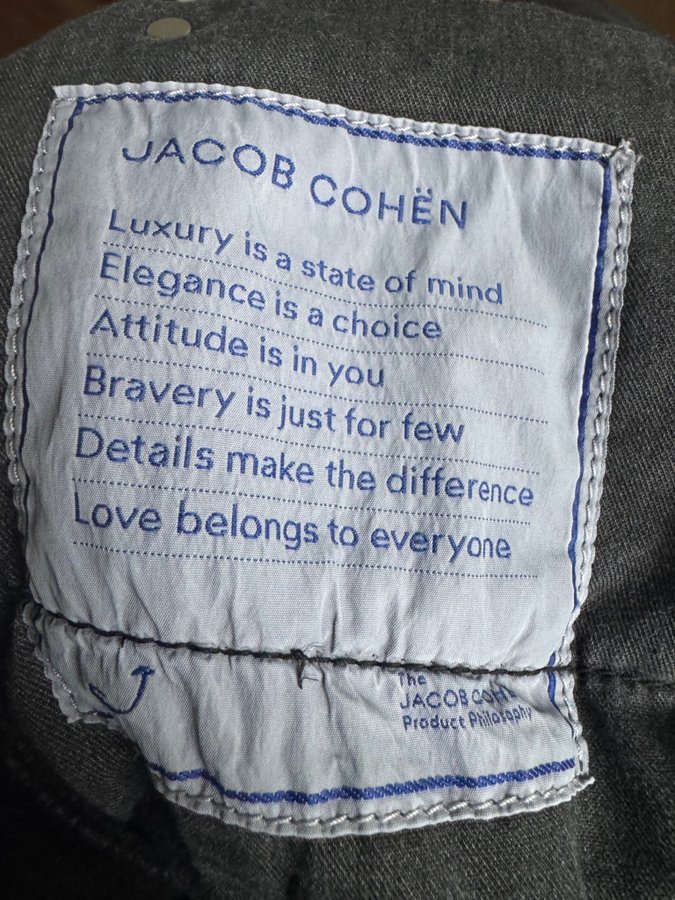 JACOB COHËN
Luxury is a state of mind
Elegance is a choice
Attitude is in you
Bravery is just for few
Details make the difference
Love belongs to everyone
The
JACOB
Product Philosophy